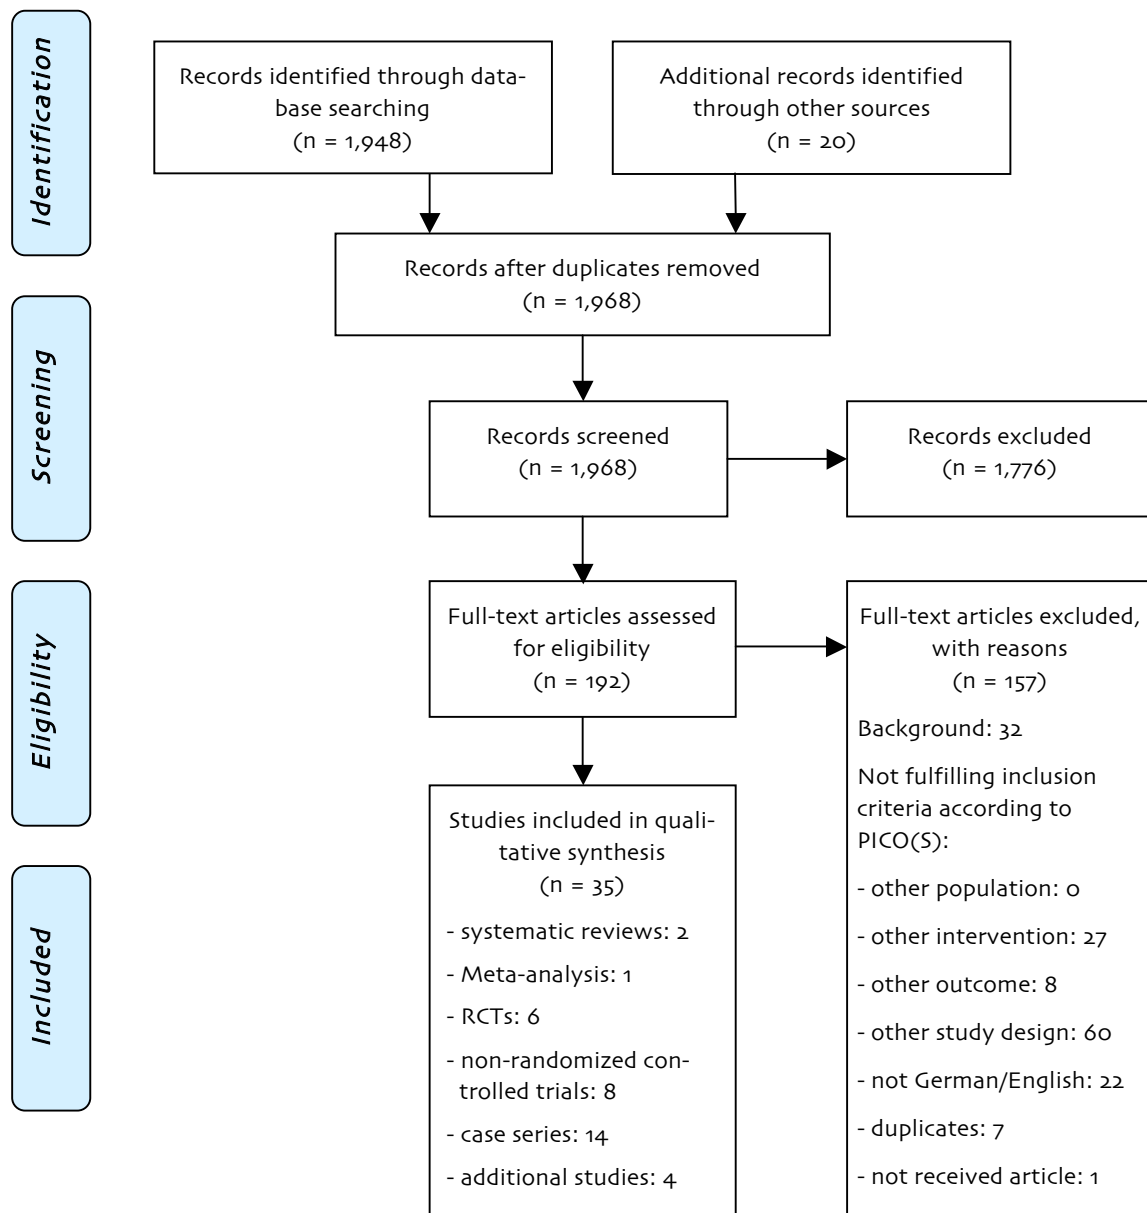 Identification
Records identified through data-
base searching
(n = 1,948)
Additional records identified
through other sources
(n = 20)
Records after duplicates removed
(n = 1,968)
Screening
Records screened
(n = 1,968)
Records excluded
(n = 1,776)
Eligibility
Full-text articles assessed
for eligibility
(n = 192)
Full-text articles excluded,
with reasons
(n = 157)
Background: 32
Not fulfilling inclusion
criteria according to
PICO(S):
- other population: 0
- other intervention: 27
- other outcome: 8
- other study design: 60
- not German/English: 22
- duplicates: 7
- not received article: 1
Included
Studies included in quali-
tative synthesis
(n = 35)
- systematic reviews: 2
- Meta-analysis: 1
- RCTs: 6
- non-randomized con-
trolled trials: 8
- case series: 14
- additional studies: 4